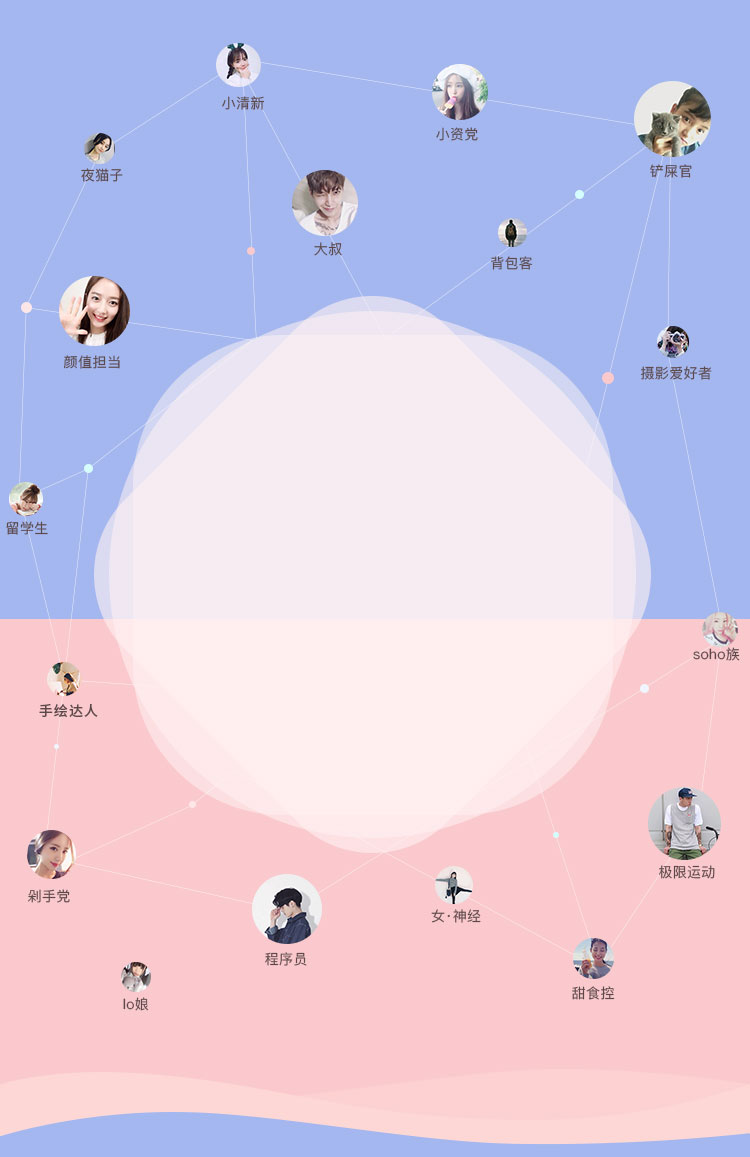 小清新
小资党
夜猫子
铲屎官
大叔
背包客
颜值担当
摄影爱好者
留学生
soho族
手绘达人
极限运动
剁手党
女·神经
程序员
甜食控
lo娘